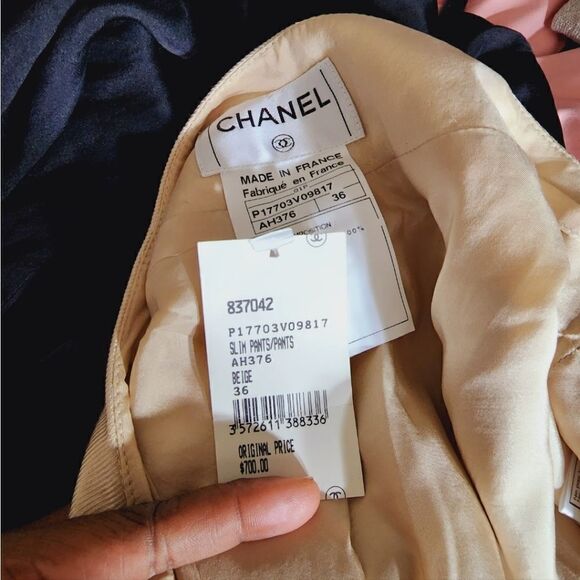 CHANEL
MADE IN FRANCE
Fabriqué en France
P17703V09817
AH376 36
837042
P17703V09817
SLIM PANTS/PANTS
AH376
BEIGE
36
3 572611 388336
ORIGINAL PRICE
$700.00